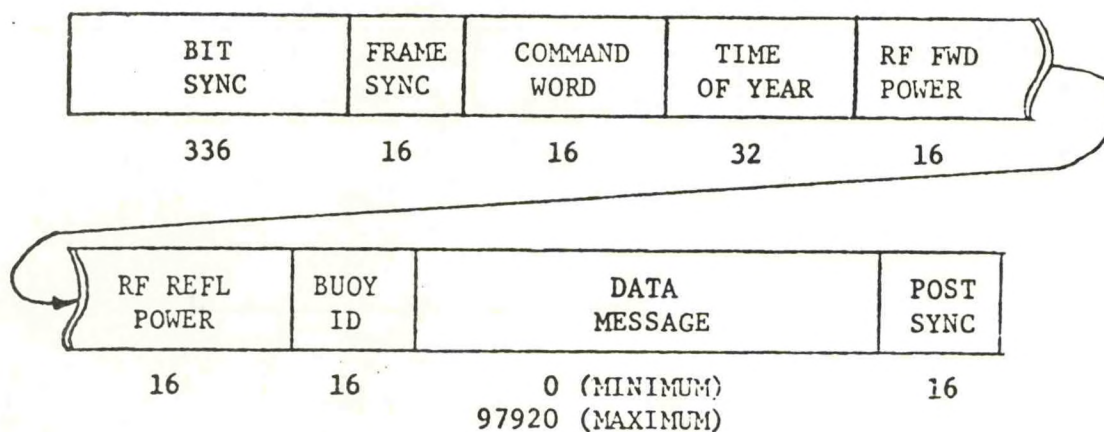 BIT FRAME COMMAND TIME RF FWD
SYNC SYNC WORD OF YEAR POWER
336 16 16 32 16
RF REFL BUOY DATA POST
POWER ID MESSAGE SYNC
16 16 0 (MINIMUM) 16
97920 (MAXIMUM)